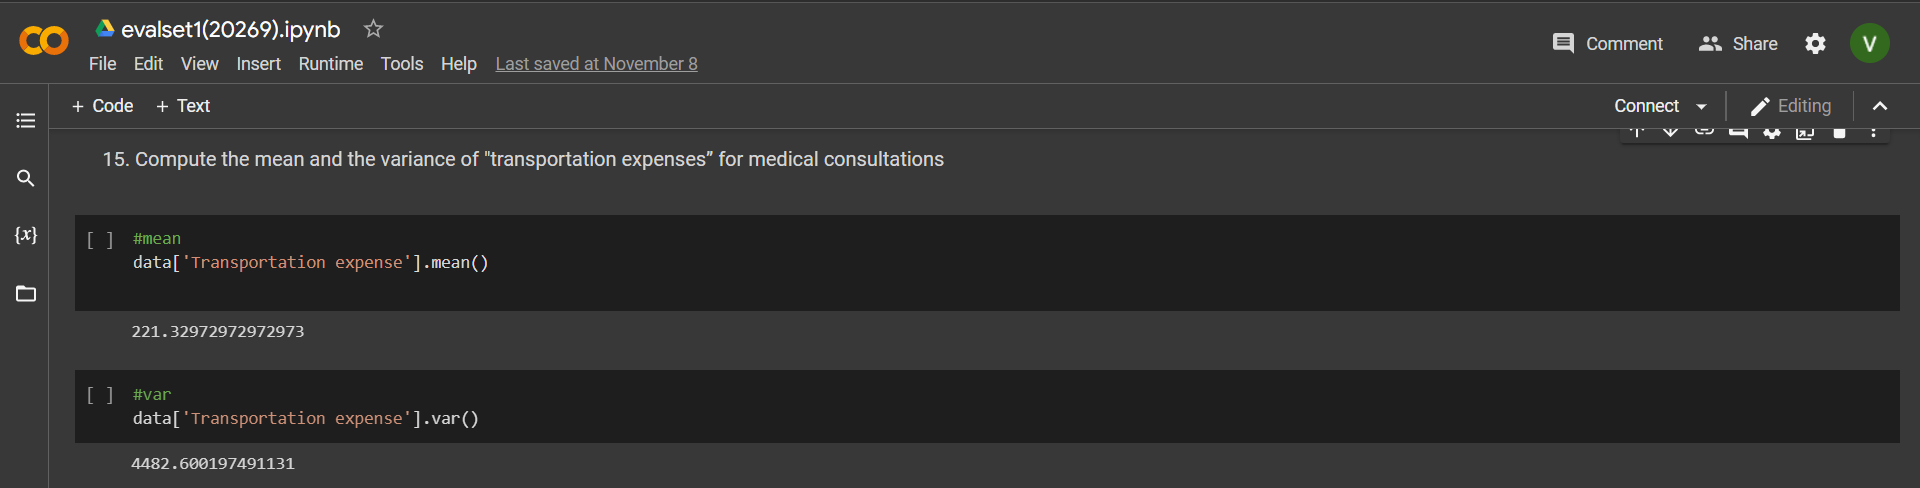 evalset1(20269).ipynb
File Edit View Insert Runtime Tools Help Last saved at November 8
Comment Share V
+ Code + Text
Connect Editing
15. Compute the mean and the variance of "transportation expenses” for medical consultations
[ ] #mean
data['Transportation expense'].mean()
221.32972972972973
[ ] #var
data['Transportation expense'].var()
4482.600197491131
{x}